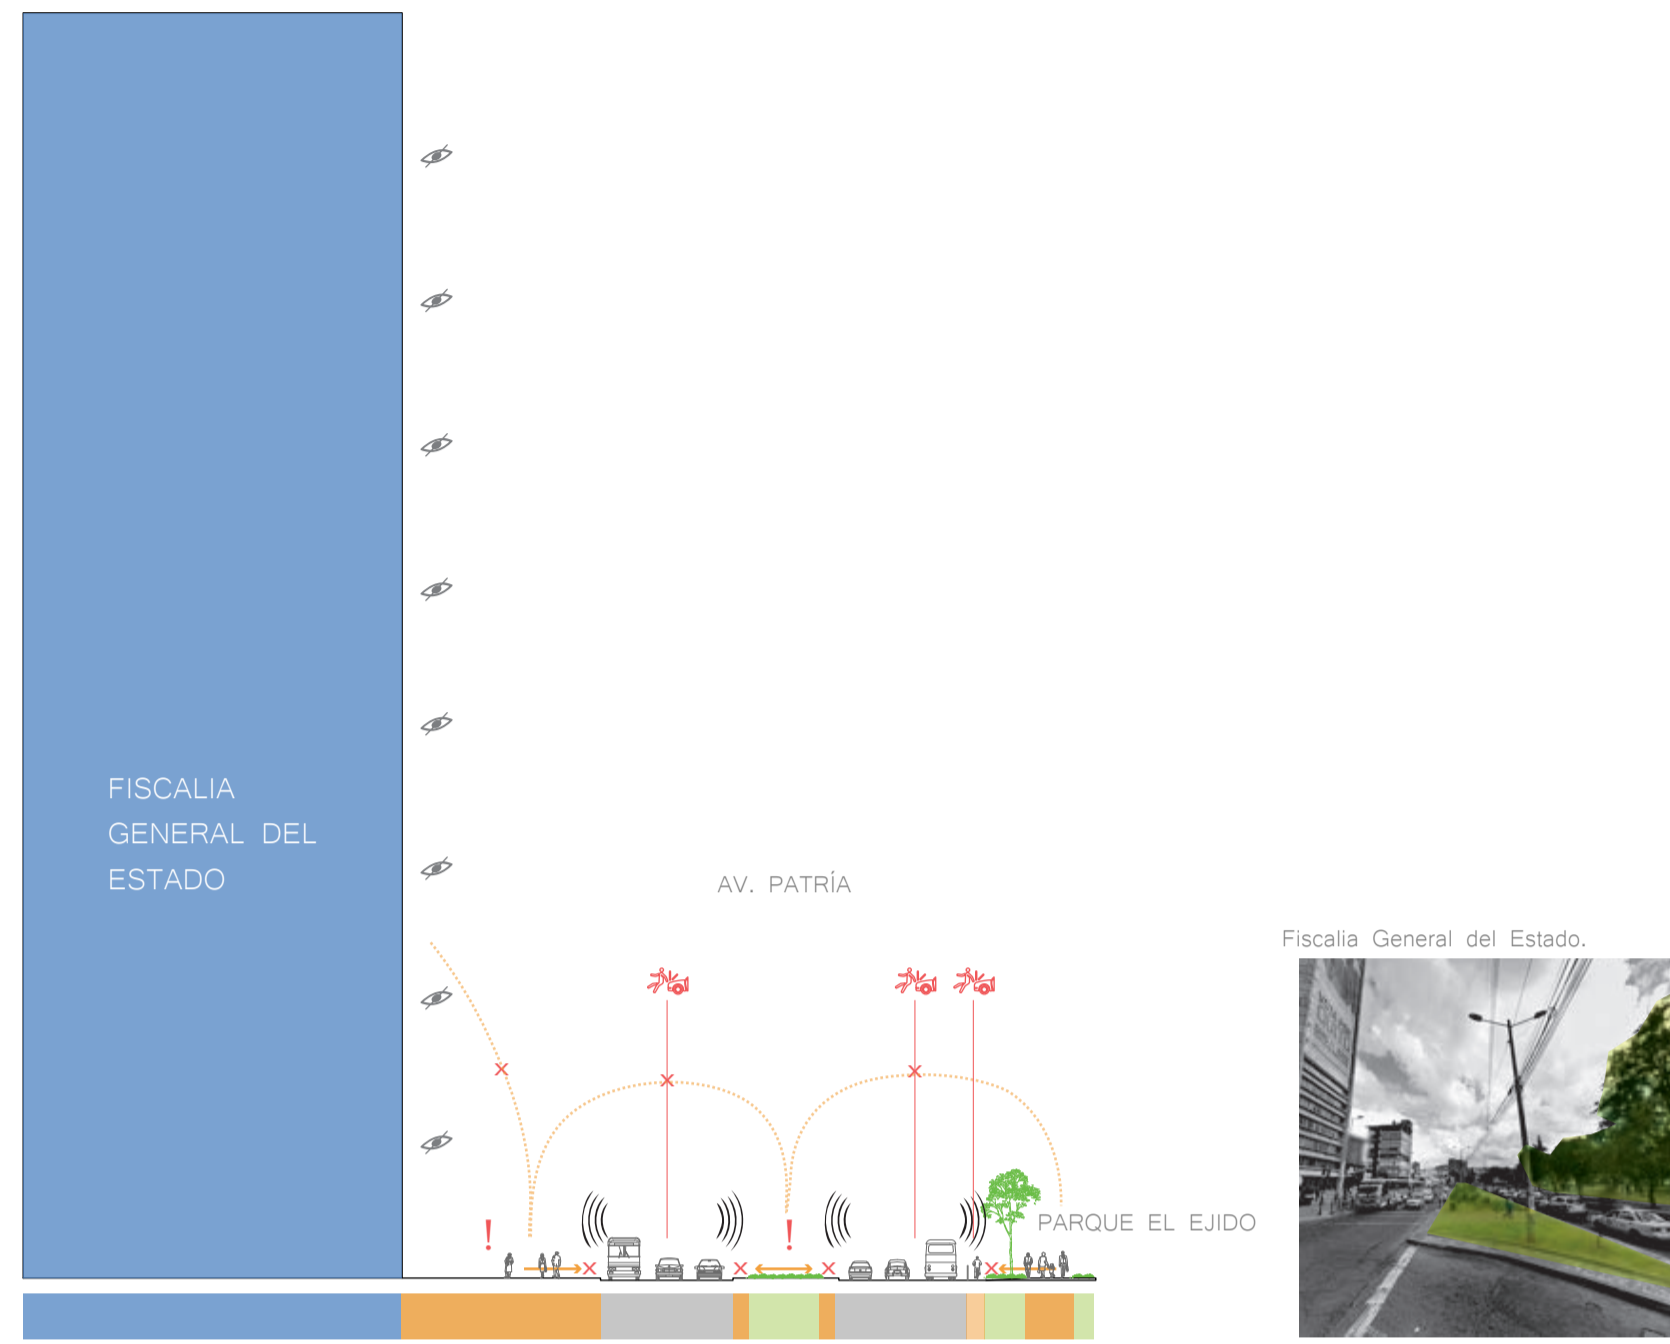 FISCALIA
GENERAL DEL
ESTADO
AV. PATRÍA
PARQUE EL EJIDO
Fiscalia General del Estado.